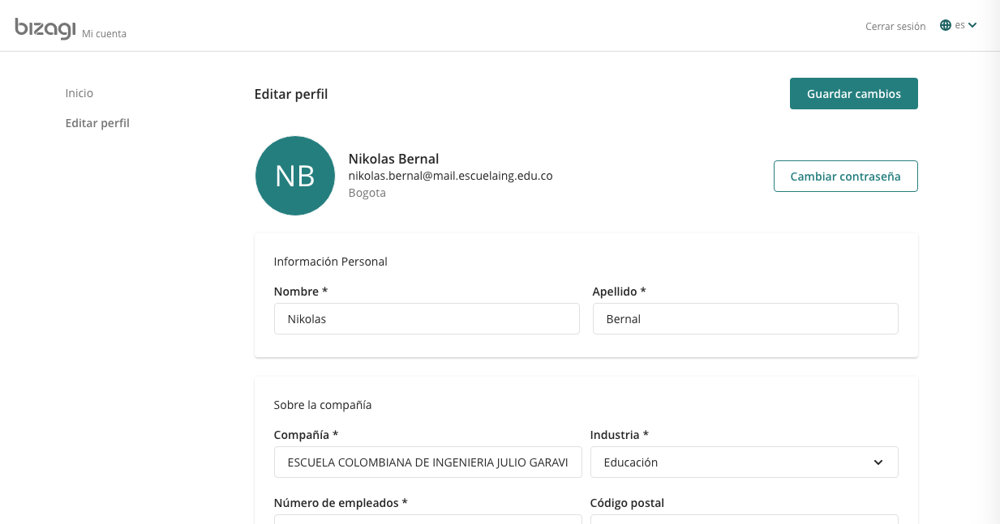 bizagi Mi cuenta
Cerrar sesión
es
Inicio
Editar perfil
Editar perfil
Guardar cambios
NB
Nikolas Bernal
nikolas.bernal@mail.escuelaing.edu.co
Bogota
Cambiar contraseña
Información Personal
Nombre *
Apellido *
Nikolas
Bernal
Sobre la compañía
Compañía *
Industria *
ESCUELA COLOMBIANA DE INGENIERIA JULIO GARAVI
Educación
Número de empleados *
Código postal